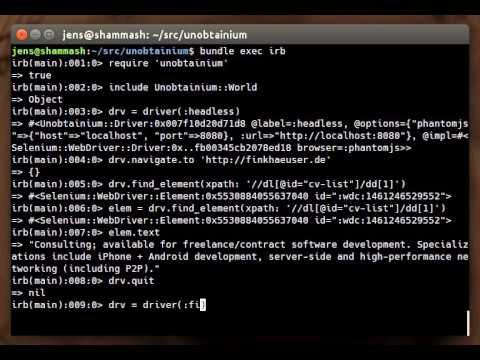 jens@shammash: ~/src/unobtainium
jens@shammash:~/src/unobtainium$ bundle exec irb
irb(main):001:0> require 'unobtainium'
=> true
irb(main):002:0> include Unobtainium::World
=> Object
irb(main):003:0> drv = driver(:headless)
=> #<Unobtainium::Driver:0x007f10d20d71d8 @label=:headless, @options={"phantomjs
"=>{"host"=>"localhost", "port"=>8080}, :url=>"http://localhost:8080"}, @impl=#<
Selenium::WebDriver::Driver:0x..fb00345cb2078ed18 browser=:phantomjs>>
irb(main):004:0> drv.navigate.to 'http://finkhaeuser.de'
=> {}
irb(main):005:0> drv.find_element(xpath: '//dl[@id="cv-list"]/dd[1]')
=> #<Selenium::WebDriver::Element:0x5530884055637040 id=":wdc:1461246529552">
irb(main):006:0> elem = drv.find_element(xpath: '//dl[@id="cv-list"]/dd[1]')
=> #<Selenium::WebDriver::Element:0x5530884055637040 id=":wdc:1461246529552">
irb(main):007:0> elem.text
=> "Consulting; available for freelance/contract software development. Specializ
ations include iPhone + Android development, server-side and high-performance ne
tworking (including P2P)."
irb(main):008:0> drv.quit
=> nil
irb(main):009:0> drv = driver(:fi)